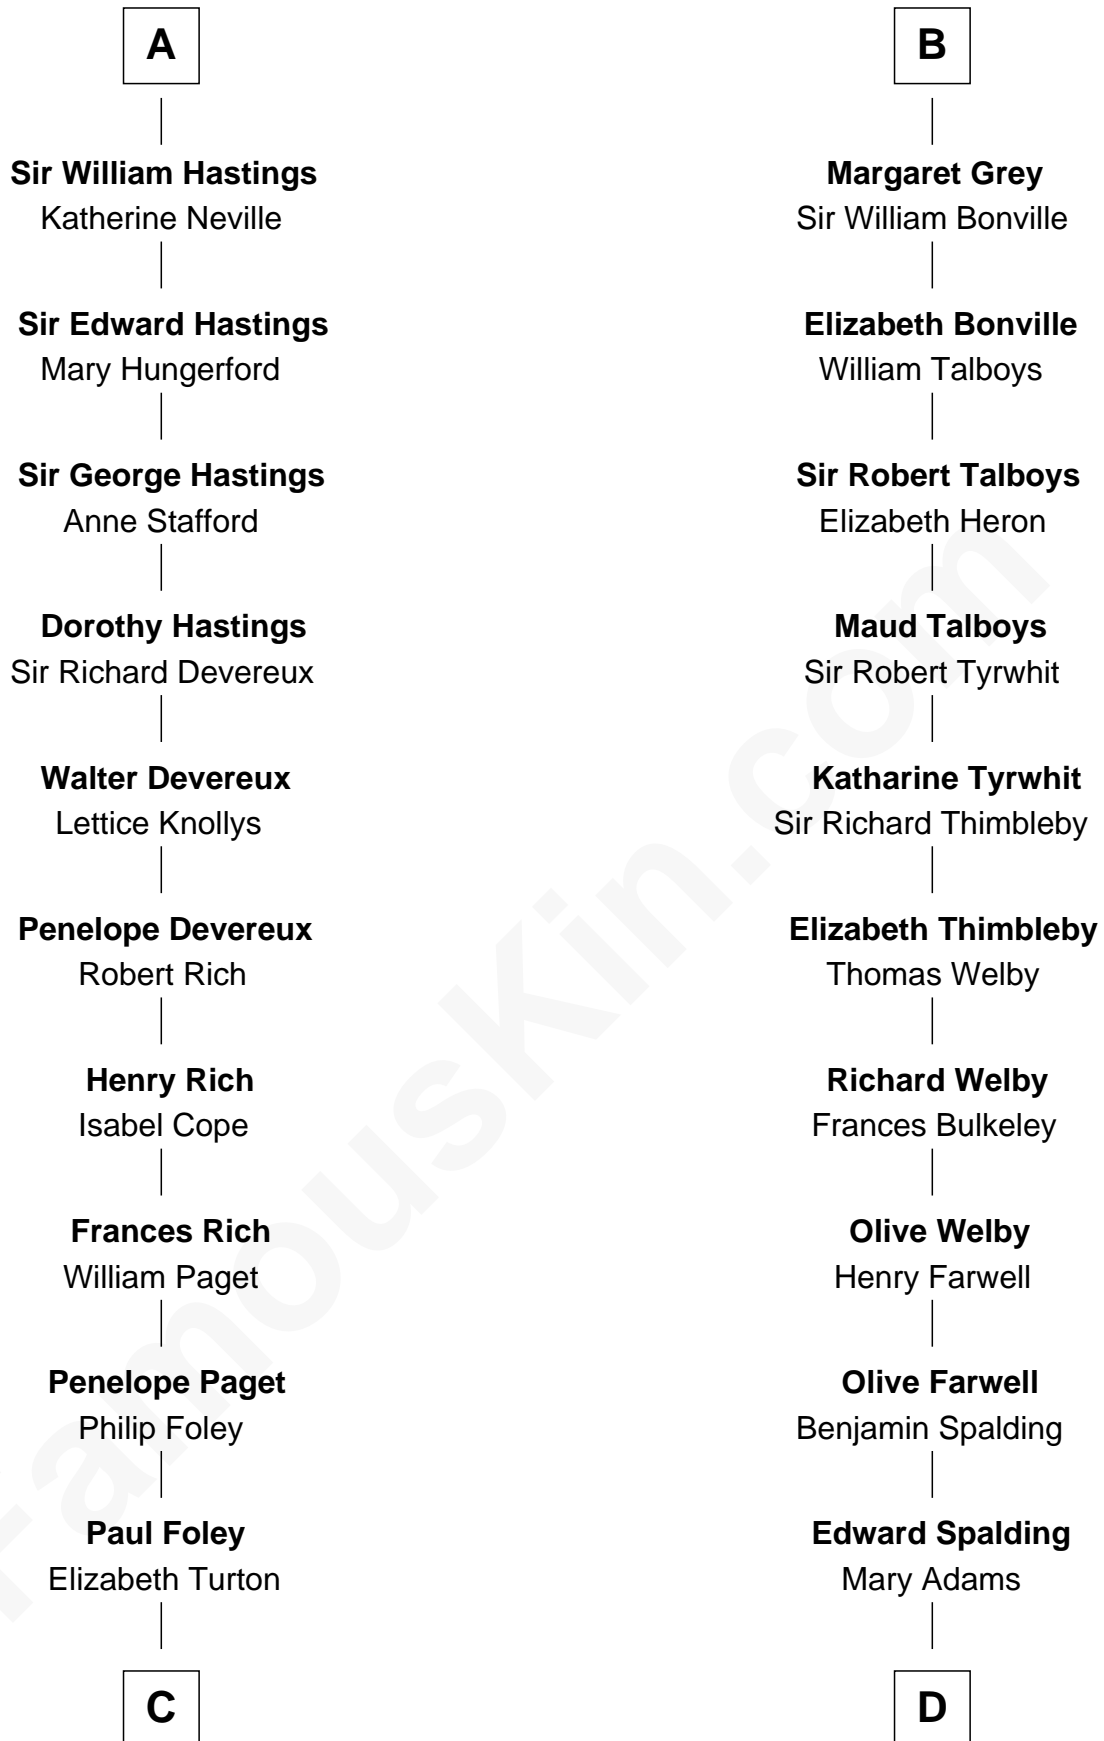 A
Sir William Hastings
Katherine Neville
Sir Edward Hastings
Mary Hungerford
Sir George Hastings
Anne Stafford
Dorothy Hastings
Sir Richard Devereux
Walter Devereux
Lettice Knollys
Penelope Devereux
Robert Rich
Henry Rich
Isabel Cope
Frances Rich
William Paget
Penelope Paget
Philip Foley
Paul Foley
Elizabeth Turton
C
B
Margaret Grey
Sir William Bonville
Elizabeth Bonville
William Talboys
Sir Robert Talboys
Elizabeth Heron
Maud Talboys
Sir Robert Tyrwhit
Katharine Tyrwhit
Sir Richard Thimbleby
Elizabeth Thimbleby
Thomas Welby
Richard Welby
Frances Bulkeley
Olive Welby
Henry Farwell
Olive Farwell
Benjamin Spalding
Edward Spalding
Mary Adams
D
FamousKin.com